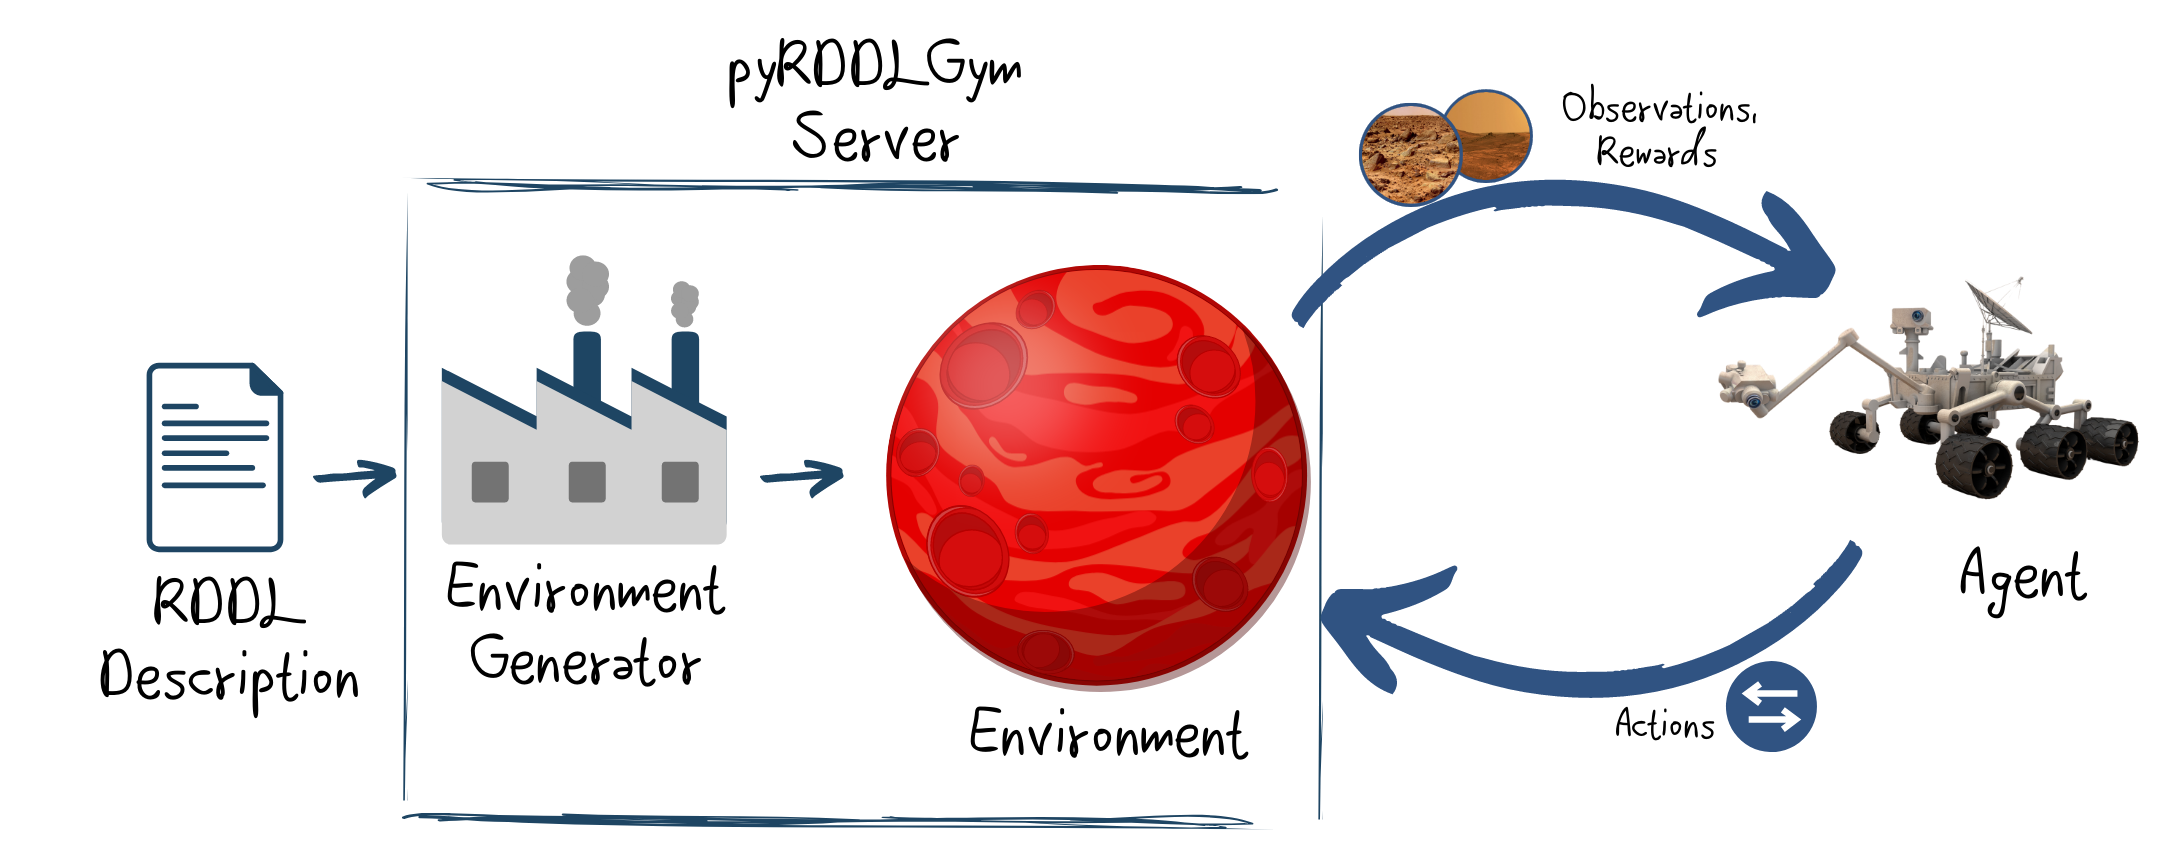 pyRDDLGym
Server
Observations,
Rewards
RDDL
Description
Environment
Generator
Environment
Agent
Actions